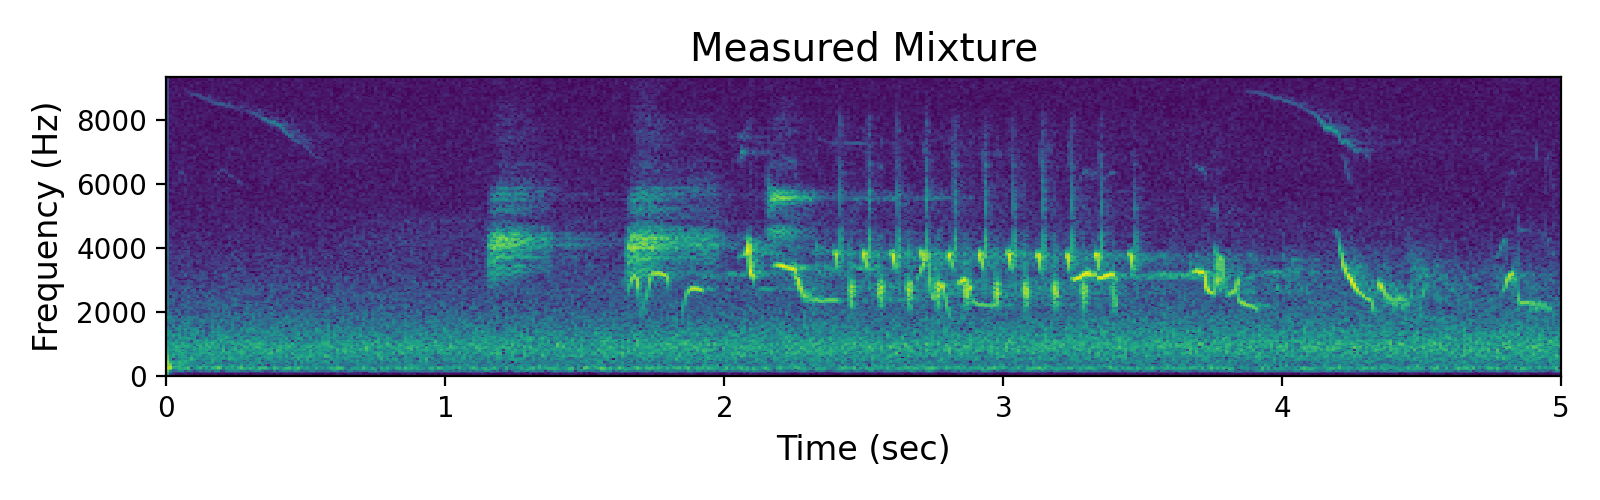 Measured Mixture
Frequency (Hz)
8000
6000
4000
2000
0
0 1 2 3 4 5
Time (sec)